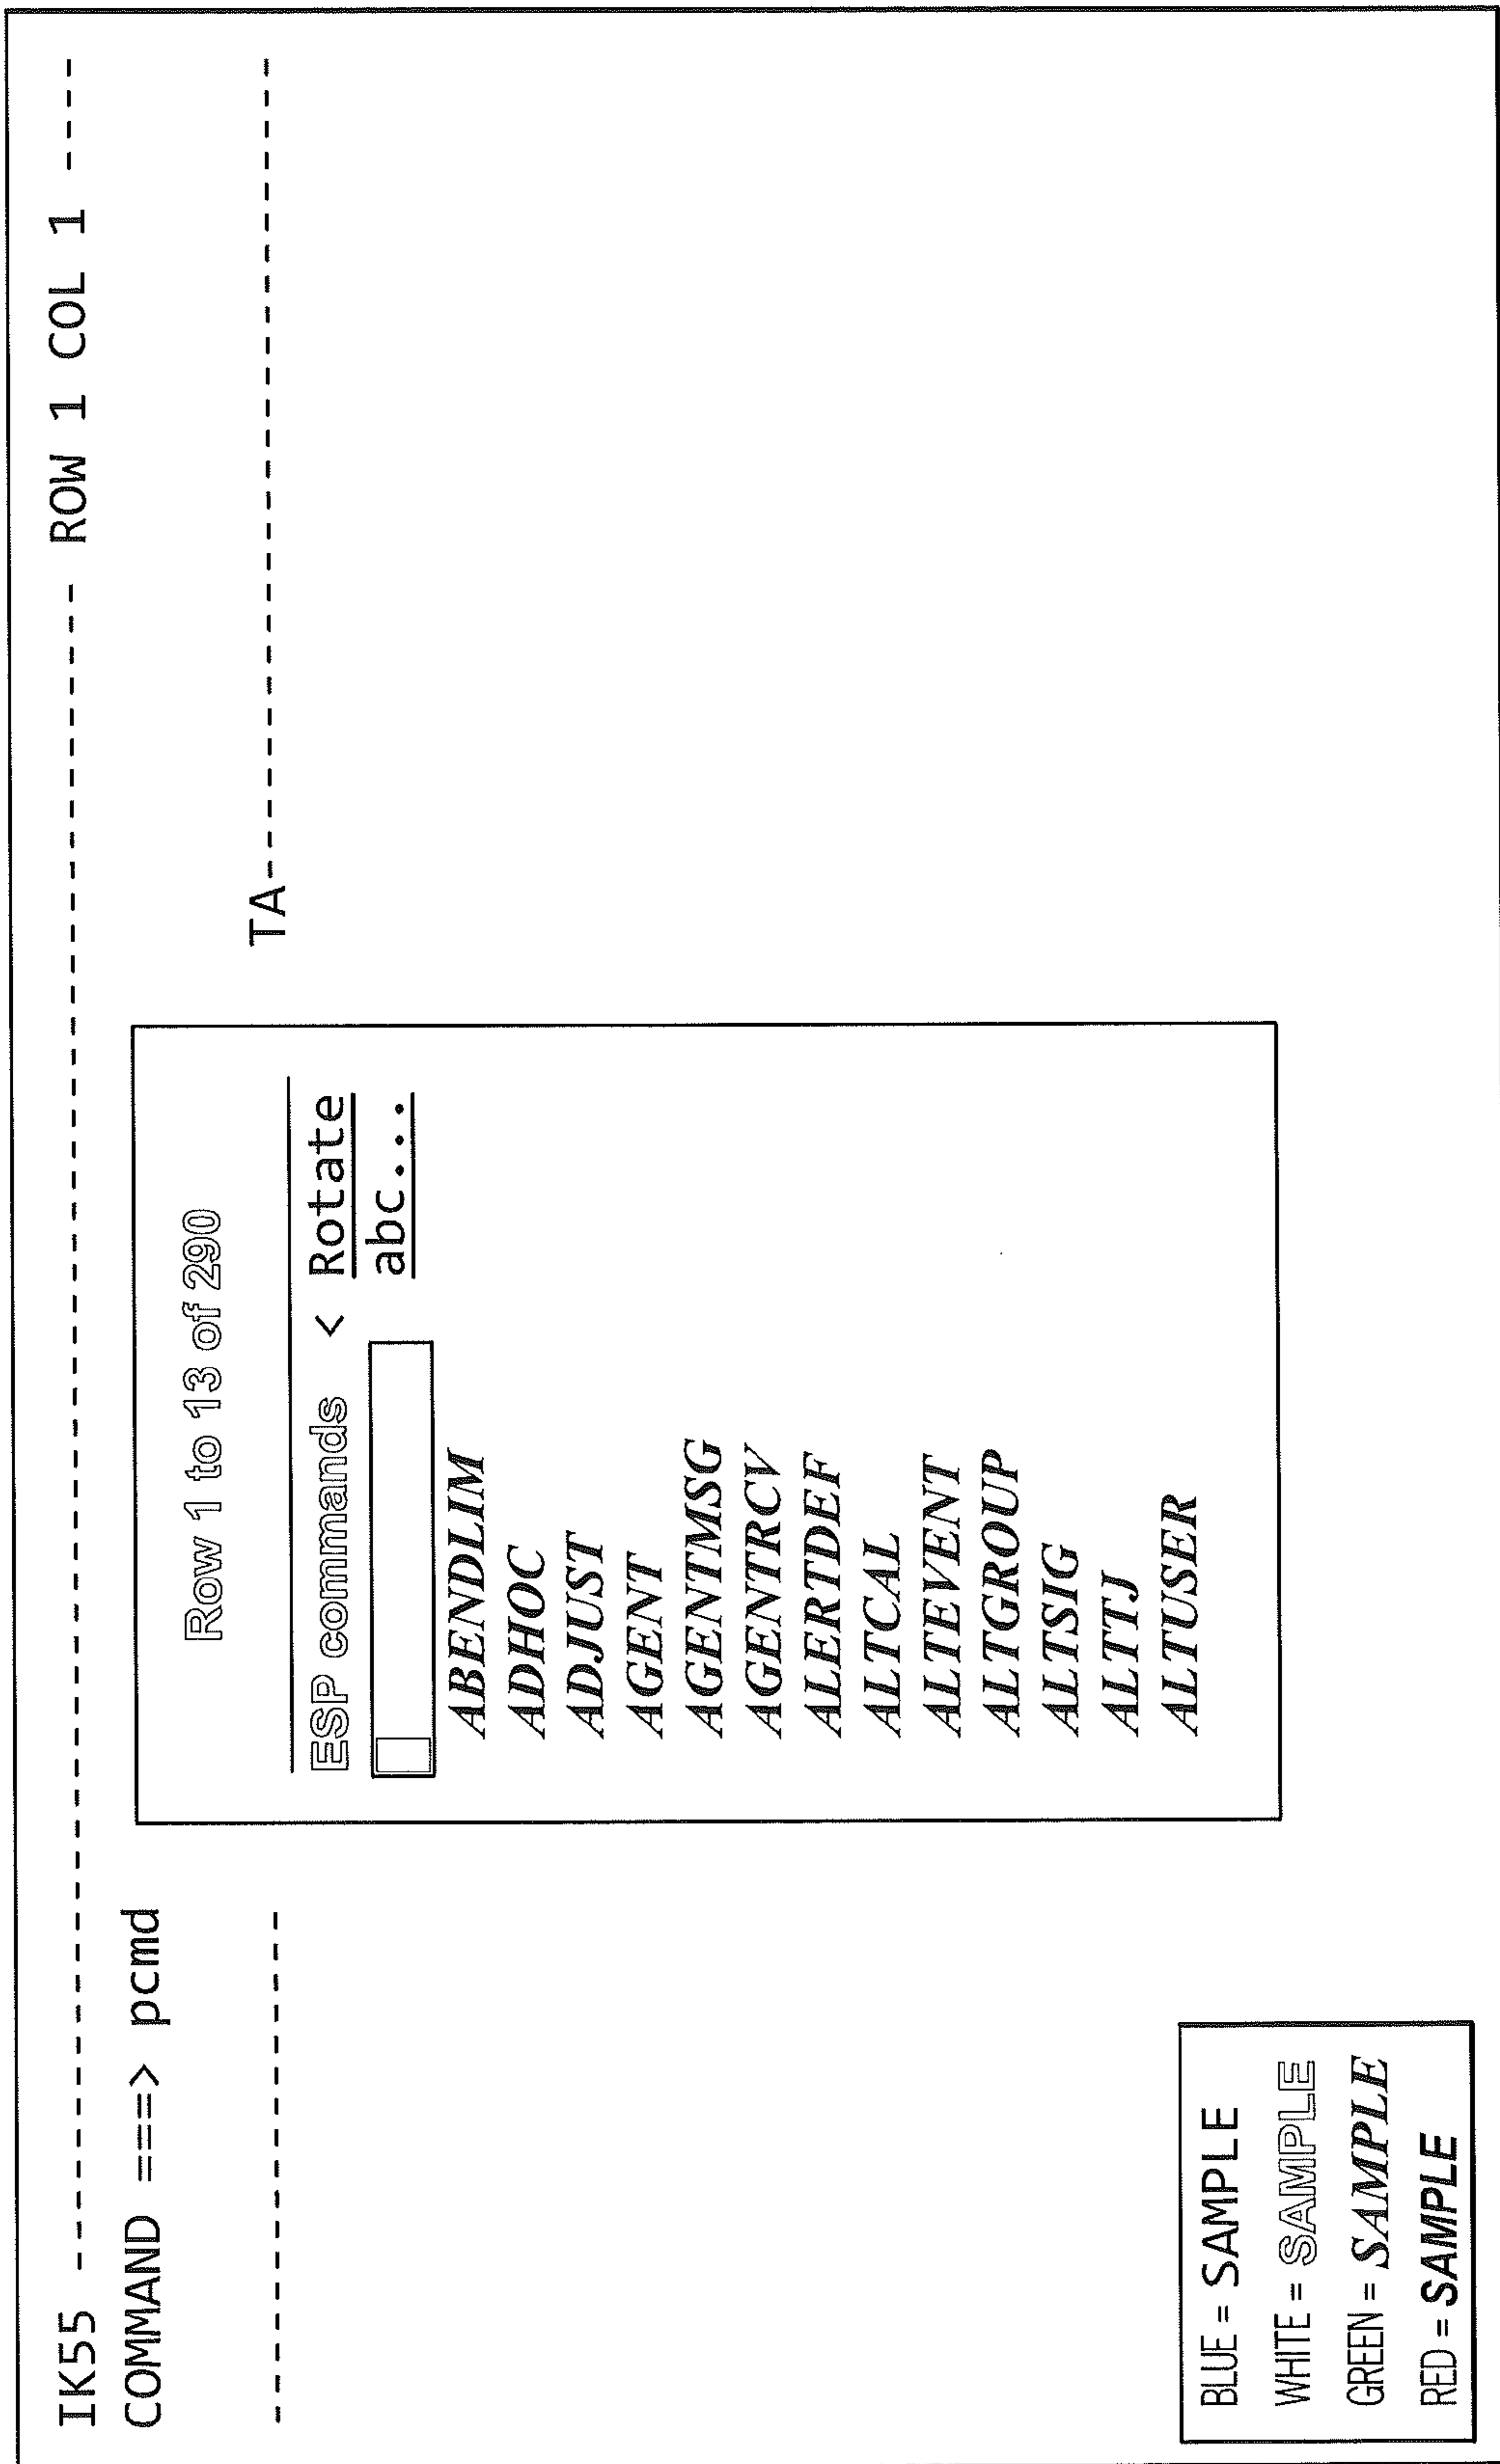 IK55 ---------------------------------------------------- ROW 1 COL 1 ----
COMMAND ===> pcmd
Row 1 to 13 of 290
---------------- TA-------------------------
ESP commands < Rotate
abc...
ABENDLIM
ADHOC
ADJUST
AGENT
AGENTMSG
AGENTRCV
ALERTDEF
ALTCAL
ALTEVENT
ALTGROUP
ALTSIG
ALTTJ
ALTUSER
BLUE = SAMPLE
WHITE = SAMPLE
GREEN = SAMPLE
RED = SAMPLE